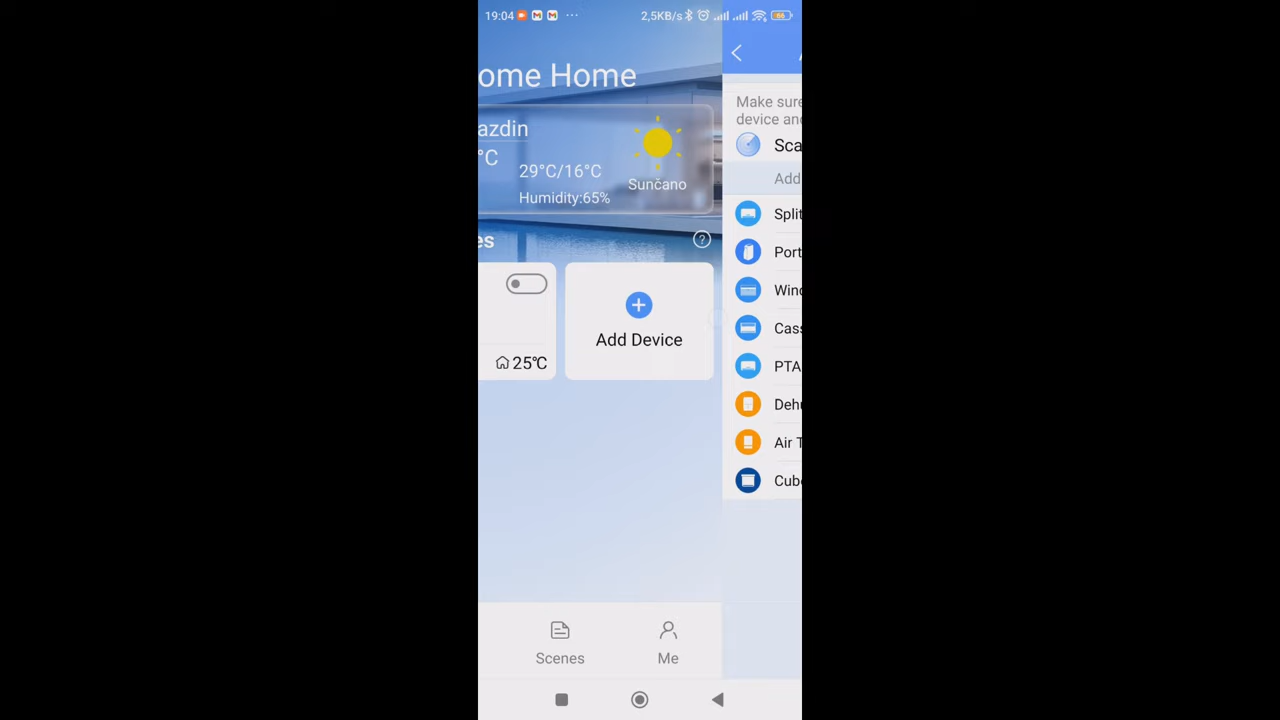 19:04 ... 2,5KB/s 66
ome Home
azdin
°C 29°C/16°C
Sunčano
Humidity:65%
es ?
25℃
Add Device
Scenes
Me
Make sure
device and
Sca
Add
Split
Port
Wind
Cass
PTA
Dehu
Air T
Cube